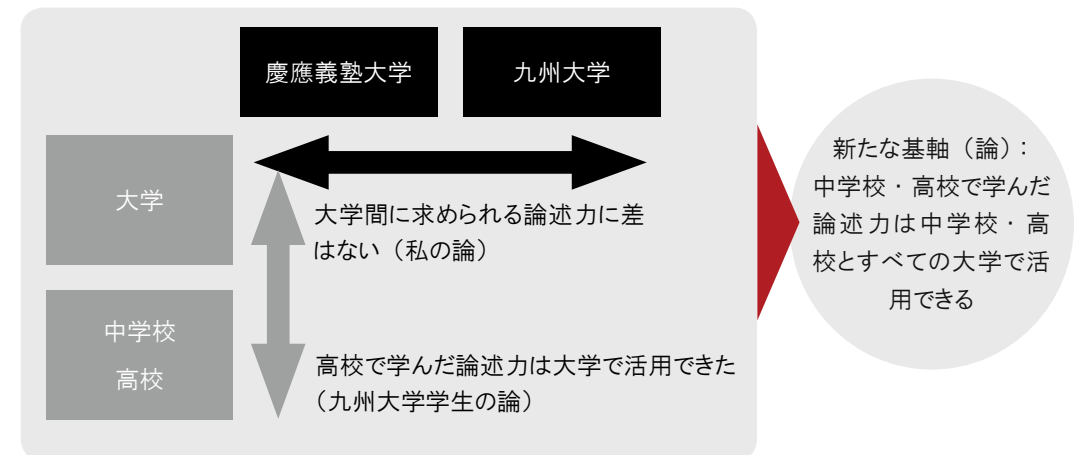 慶應義塾大学
九州大学
大学
大学間に求められる論述力に差
はない（私の論）
中学校
高校
高校で学んだ論述力は大学で活用できた
（九州大学学生の論）
新たな基軸（論）：
中学校・高校で学んだ
論述力は中学校・高
校とすべての大学で活
用できる